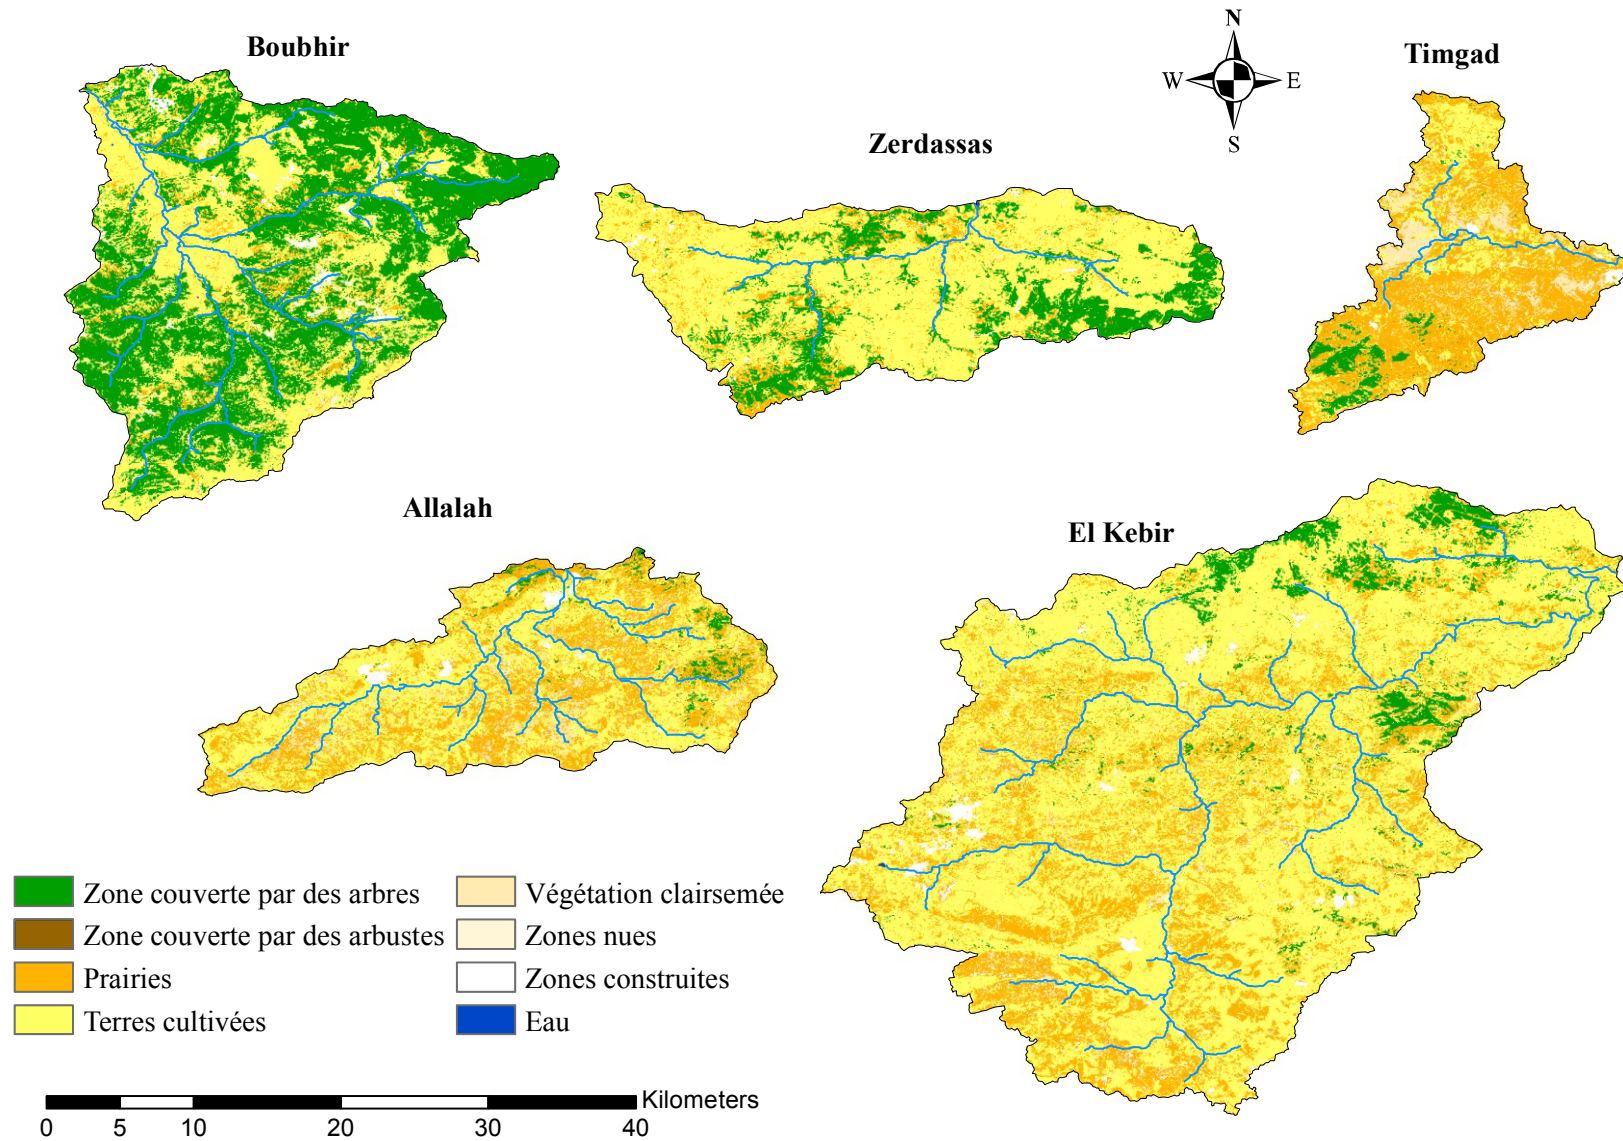 Boubhir
N
W
E
S
Timgad
Zerdassas
Allalah
El Kebir
Zone couverte par des arbres
Zone couverte par des arbustes
Prairies
Terres cultivées
Végétation clairsemée
Zones nues
Zones construites
Eau
Kilometers
0 5 10 20 30 40